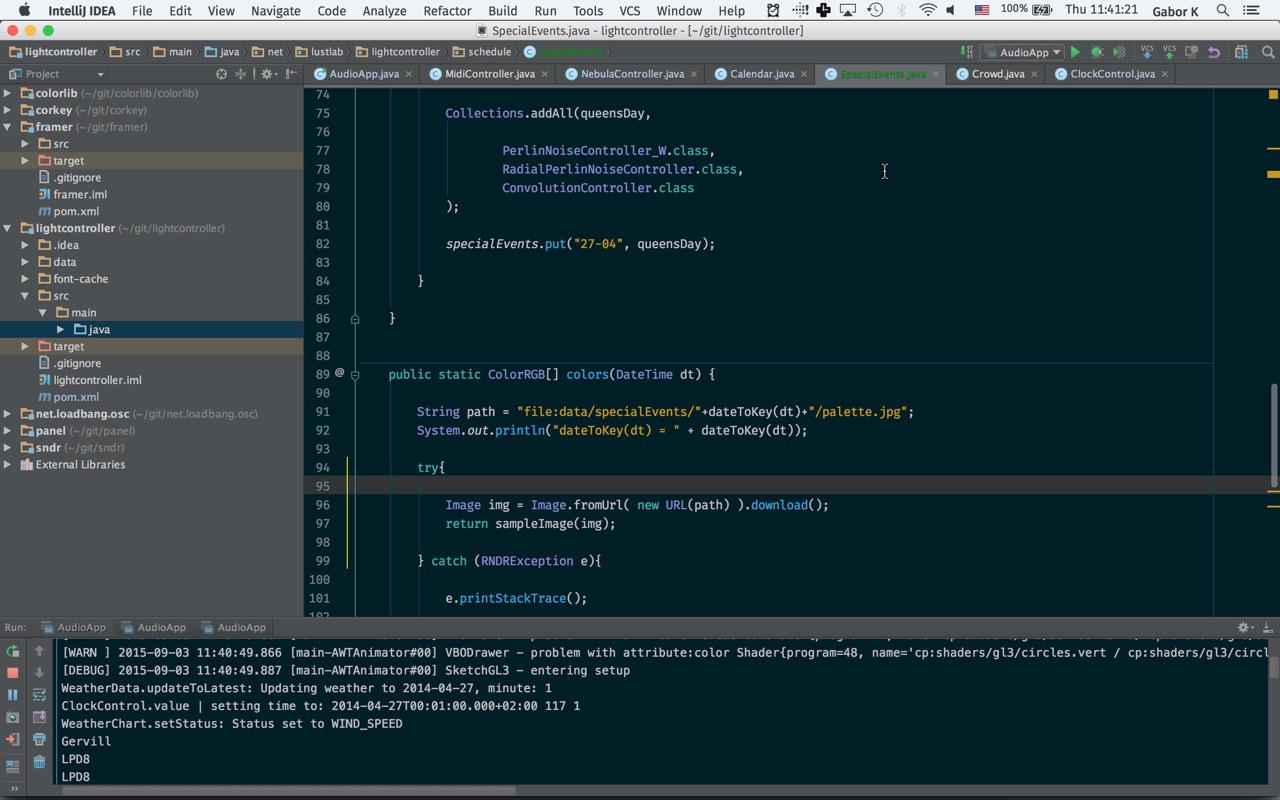 IntelliJ IDEA File Edit View Navigate Code Analyze Refactor Build Run Tools VCS Window Help 100% Thu 11:41:21 Gabor K
SpecialEvents.java - lightcontroller - [~/git/lightcontroller]
lightcontroller src main java net lustlab lightcontroller schedule SpecialEvents AudioApp VCS VCS
Project AudioApp.java MidiController.java NebulaController.java Calendar.java SpecialEvents.java Crowd.java ClockControl.java
colorlib (~/git/colorlib/colorlib)
corkey (~/git/corkey)
framer (~/git/framer)
src
target
.gitignore
framer.iml
pom.xml
lightcontroller (~/git/lightcontroller)
.idea
data
font-cache
src
main
java
target
.gitignore
lightcontroller.iml
pom.xml
net.loadbang.osc (~/git/net.loadbang.osc)
panel (~/git/panel)
sndr (~/git/sndr)
External Libraries
74
75 Collections.addAll(queensDay,
76
77 PerlinNoiseController_W.class,
78 RadialPerlinNoiseController.class,
79 ConvolutionController.class
80 );
81
82 specialEvents.put("27-04", queensDay);
83
84 }
85
86 }
87
88
89 @ public static ColorRGB[] colors(DateTime dt) {
90
91 String path = "file:data/specialEvents/"+dateToKey(dt)+"/palette.jpg";
92 System.out.println("dateToKey(dt) = " + dateToKey(dt));
93
94 try{
95
96 Image img = Image.fromUrl( new URL(path) ).download();
97 return sampleImage(img);
98
99 } catch (RNDRException e){
100
101 e.printStackTrace();
102
Run: AudioApp AudioApp AudioApp
[WARN ] 2015-09-03 11:40:49.866 [main-AWTAnimator#00] VBODrawer - problem with attribute:color Shader{program=48, name='cp:shaders/gl3/circles.vert / cp:shaders/gl3/circl
[DEBUG] 2015-09-03 11:40:49.887 [main-AWTAnimator#00] SketchGL3 - entering setup
WeatherData.updateToLatest: Updating weather to 2014-04-27, minute: 1
ClockControl.value | setting time to: 2014-04-27T00:01:00.000+02:00 117 1
WeatherChart.setStatus: Status set to WIND_SPEED
Gervill
LPD8
LPD8